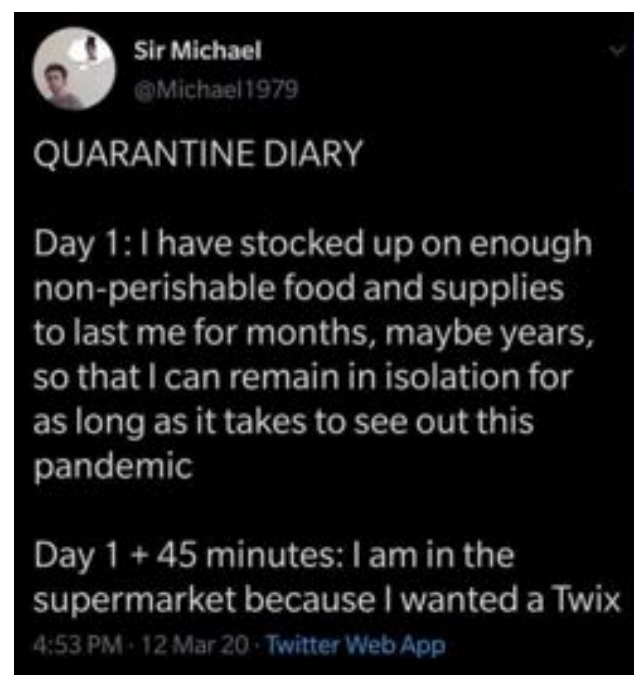 Sir Michael
@Michael1979
QUARANTINE DIARY
Day 1: I have stocked up on enough
non-perishable food and supplies
to last me for months, maybe years,
so that I can remain in isolation for
as long as it takes to see out this
pandemic
Day 1 + 45 minutes: I am in the
supermarket because I wanted a Twix
4:53 PM · 12 Mar 20 · Twitter Web App